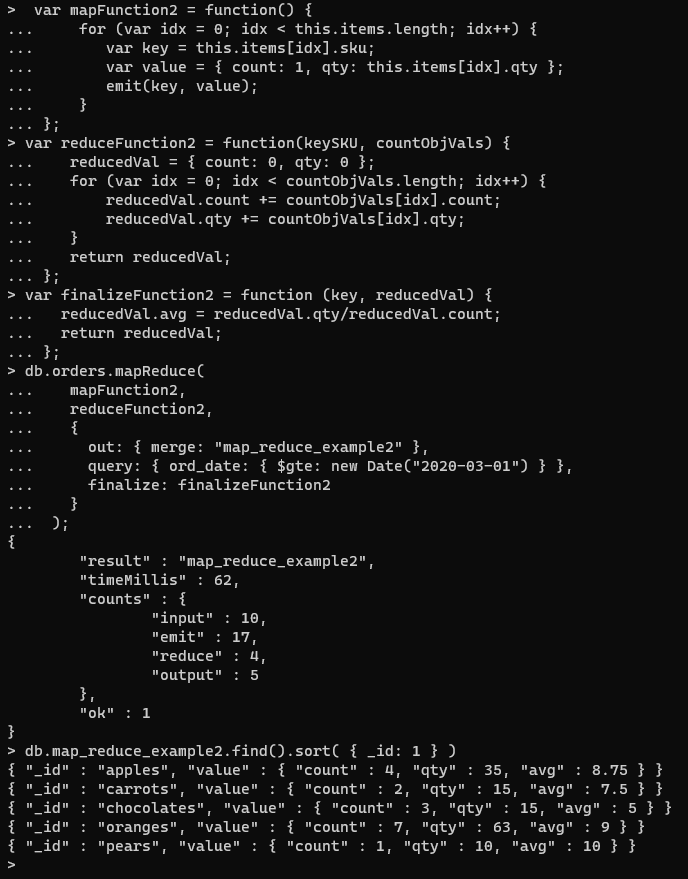 >  var mapFunction2 = function() {
...     for (var idx = 0; idx < this.items.length; idx++) {
...        var key = this.items[idx].sku;
...        var value = { count: 1, qty: this.items[idx].qty };
...        emit(key, value);
...     }
... };
> var reduceFunction2 = function(keySKU, countObjVals) {
...    reducedVal = { count: 0, qty: 0 };
...    for (var idx = 0; idx < countObjVals.length; idx++) {
...        reducedVal.count += countObjVals[idx].count;
...        reducedVal.qty += countObjVals[idx].qty;
...    }
...    return reducedVal;
... };
> var finalizeFunction2 = function (key, reducedVal) {
...   reducedVal.avg = reducedVal.qty/reducedVal.count;
...   return reducedVal;
... };
> db.orders.mapReduce(
...    mapFunction2,
...    reduceFunction2,
...    {
...      out: { merge: "map_reduce_example2" },
...      query: { ord_date: { $gte: new Date("2020-03-01") } },
...      finalize: finalizeFunction2
...    }
...  );
{
        "result" : "map_reduce_example2",
        "timeMillis" : 62,
        "counts" : {
                "input" : 10,
                "emit" : 17,
                "reduce" : 4,
                "output" : 5
        },
        "ok" : 1
}
> db.map_reduce_example2.find().sort( { _id: 1 } )
{ "_id" : "apples", "value" : { "count" : 4, "qty" : 35, "avg" : 8.75 } }
{ "_id" : "carrots", "value" : { "count" : 2, "qty" : 15, "avg" : 7.5 } }
{ "_id" : "chocolates", "value" : { "count" : 3, "qty" : 15, "avg" : 5 } }
{ "_id" : "oranges", "value" : { "count" : 7, "qty" : 63, "avg" : 9 } }
{ "_id" : "pears", "value" : { "count" : 1, "qty" : 10, "avg" : 10 } }
>